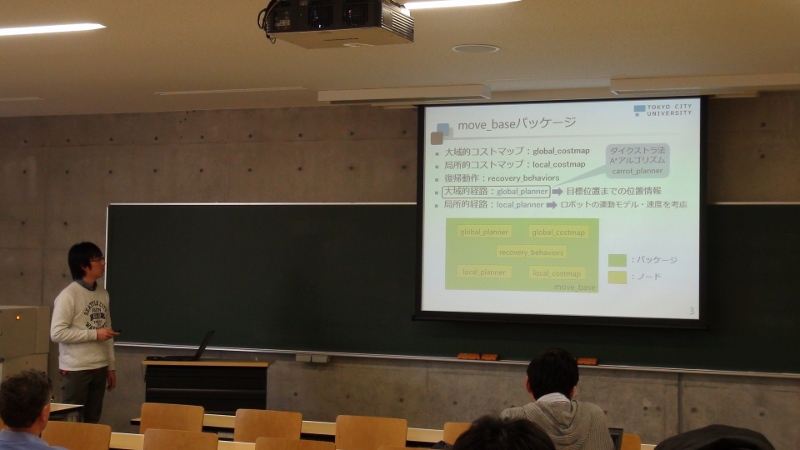 TOKYO CITY
UNIVERSITY
move_baseパッケージ
大域的コストマップ：global_costmap
局所的コストマップ：local_costmap
復帰動作：recovery_behaviors
ダイクストラ法
A*アルゴリズム
carrot_planner
大域的経路：global_planner ➡ 目標位置までの位置情報
局所的経路：local_planner ➡ ロボットの運動モデル・速度を考慮
global_planner
global_costmap
recovery_behaviors
local_planner
local_costmap
move_base
：パッケージ
：ノード
3
SEATTLE CITY